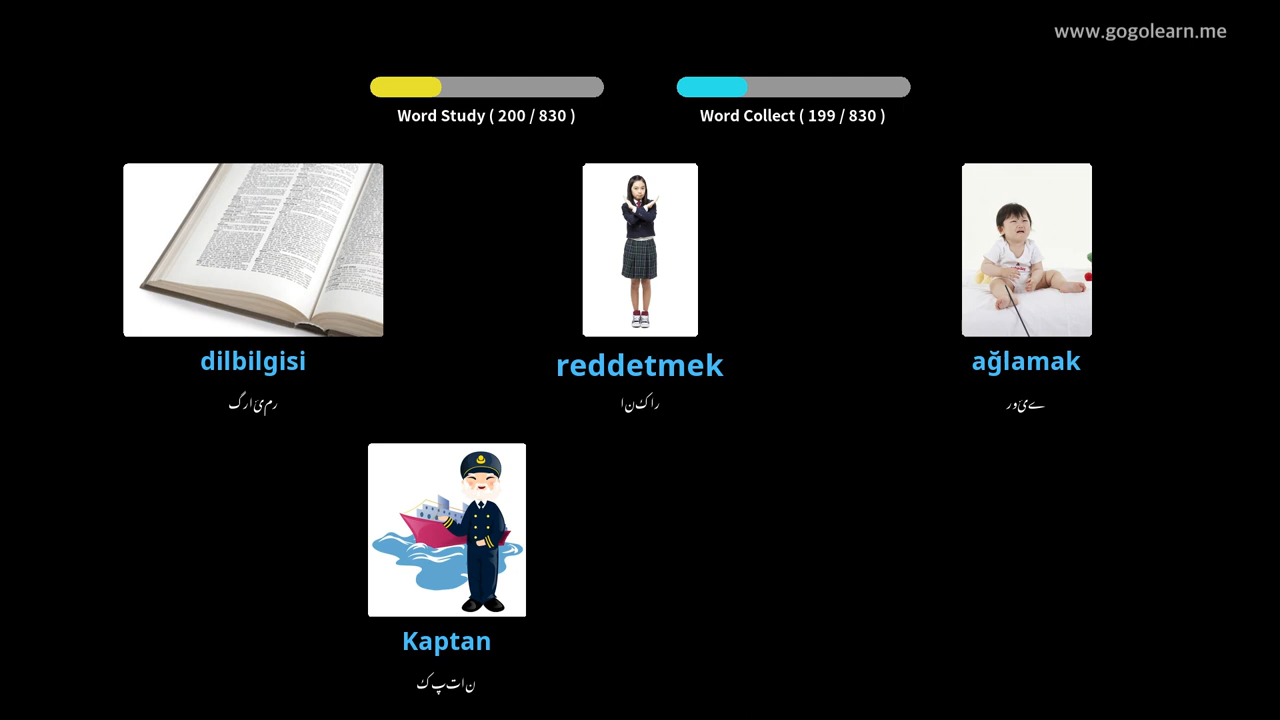 www.gogolearn.me
Word Study ( 200 / 830 )
Word Collect ( 199 / 830 )
dilbilgisi
reddetmek
ağlamak
گرائمر
انکار
روئے
Kaptan
کپتان